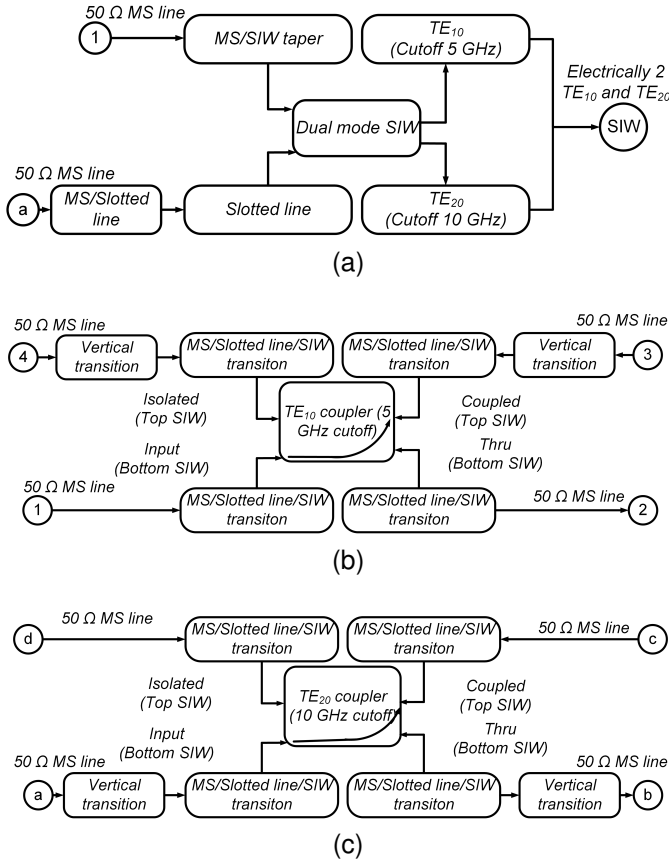 50 Ω MS line
1
MS/SIW taper
TE10
(Cutoff 5 GHz)
Electrically 2
TE10 and TE20
Dual mode SIW
SIW
50 Ω MS line
a
MS/Slotted
line
Slotted line
TE20
(Cutoff 10 GHz)
(a)
50 Ω MS line
50 Ω MS line
4
Vertical
transition
MS/Slotted line/SIW
transiton
MS/Slotted line/SIW
transiton
Vertical
transition
3
Isolated
(Top SIW)
TE10 coupler (5
GHz cutoff)
Coupled
(Top SIW)
Input
(Bottom SIW)
Thru
(Bottom SIW)
50 Ω MS line
50 Ω MS line
1
MS/Slotted line/SIW
transiton
MS/Slotted line/SIW
transiton
2
(b)
50 Ω MS line
50 Ω MS line
d
MS/Slotted line/SIW
transiton
MS/Slotted line/SIW
transiton
c
Isolated
(Top SIW)
TE20 coupler
(10 GHz cutoff)
Coupled
(Top SIW)
Input
(Bottom SIW)
Thru
(Bottom SIW)
50 Ω MS line
50 Ω MS line
a
Vertical
transition
MS/Slotted line/SIW
transiton
MS/Slotted line/SIW
transiton
Vertical
transition
b
(c)